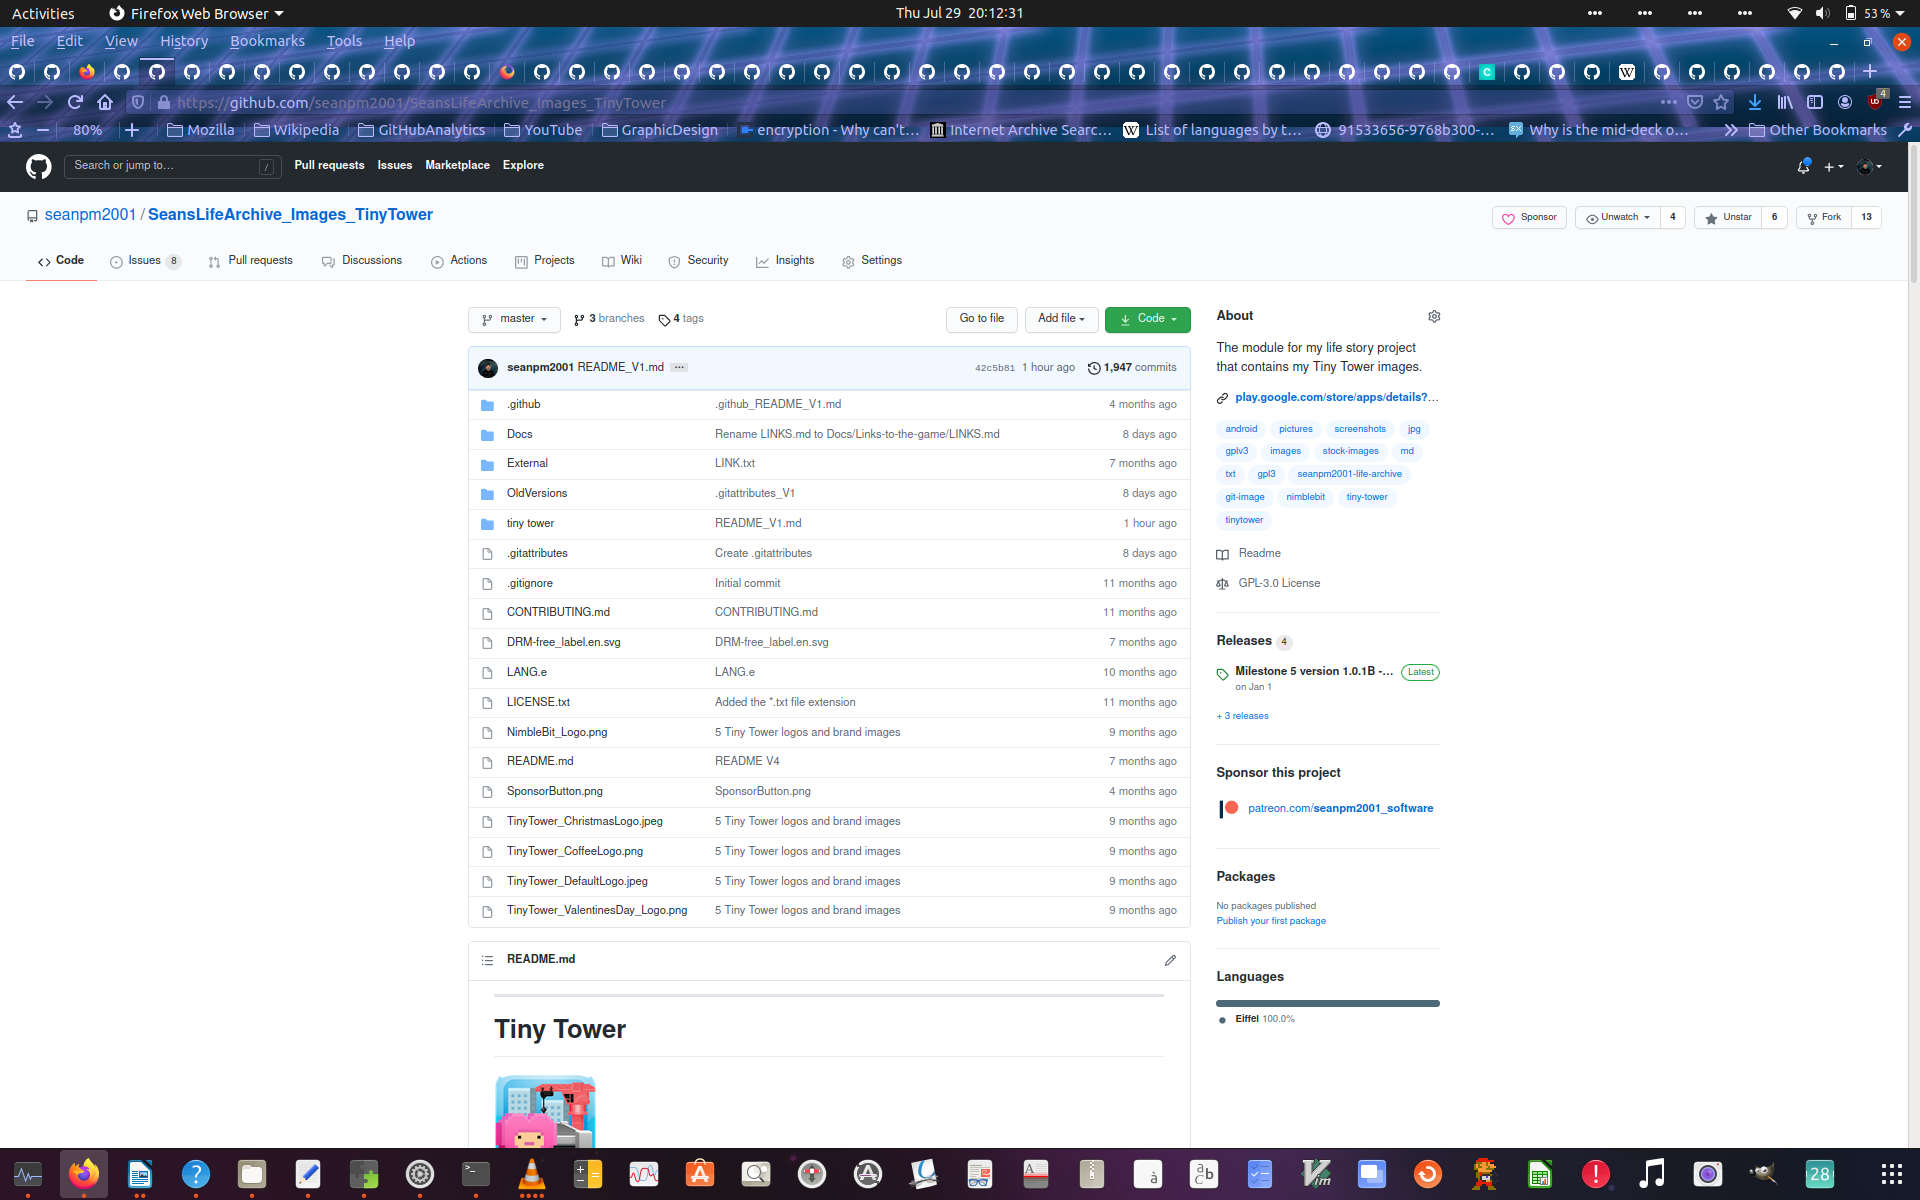 Activities Firefox Web Browser Thu Jul 29 20:12:31 53 %
File Edit View History Bookmarks Tools Help
https://github.com/seanpm2001/SeansLifeArchive_Images_TinyTower 4
80% Mozilla Wikipedia GitHubAnalytics YouTube GraphicDesign encryption - Why can't… Internet Archive Searc… List of languages by t… 91533656-9768b300-… Why is the mid-deck o… Other Bookmarks
Search or jump to… / Pull requests Issues Marketplace Explore
seanpm2001 / SeansLifeArchive_Images_TinyTower Sponsor Unwatch 4 Unstar 6 Fork 13
Code Issues 8 Pull requests Discussions Actions Projects Wiki Security Insights Settings
master 3 branches 4 tags Go to file Add file Code
seanpm2001 README_V1.md ... 42c5b81 1 hour ago 1,947 commits
.github .github_README_V1.md 4 months ago
Docs Rename LINKS.md to Docs/Links-to-the-game/LINKS.md 8 days ago
External LINK.txt 7 months ago
OldVersions .gitattributes_V1 8 days ago
tiny tower README_V1.md 1 hour ago
.gitattributes Create .gitattributes 8 days ago
.gitignore Initial commit 11 months ago
CONTRIBUTING.md CONTRIBUTING.md 11 months ago
DRM-free_label.en.svg DRM-free_label.en.svg 7 months ago
LANG.e LANG.e 10 months ago
LICENSE.txt Added the *.txt file extension 11 months ago
NimbleBit_Logo.png 5 Tiny Tower logos and brand images 9 months ago
README.md README V4 7 months ago
SponsorButton.png SponsorButton.png 4 months ago
TinyTower_ChristmasLogo.jpeg 5 Tiny Tower logos and brand images 9 months ago
TinyTower_CoffeeLogo.png 5 Tiny Tower logos and brand images 9 months ago
TinyTower_DefaultLogo.jpeg 5 Tiny Tower logos and brand images 9 months ago
TinyTower_ValentinesDay_Logo.png 5 Tiny Tower logos and brand images 9 months ago
README.md
Tiny Tower
About
The module for my life story project
that contains my Tiny Tower images.
play.google.com/store/apps/details?…
android pictures screenshots jpg
gplv3 images stock-images md
txt gpl3 seanpm2001-life-archive
git-image nimblebit tiny-tower
tinytower
Readme
GPL-3.0 License
Releases 4
Milestone 5 version 1.0.1B -… Latest
on Jan 1
+ 3 releases
Sponsor this project
patreon.com/seanpm2001_software
Packages
No packages published
Publish your first package
Languages
Eiffel 100.0%
28